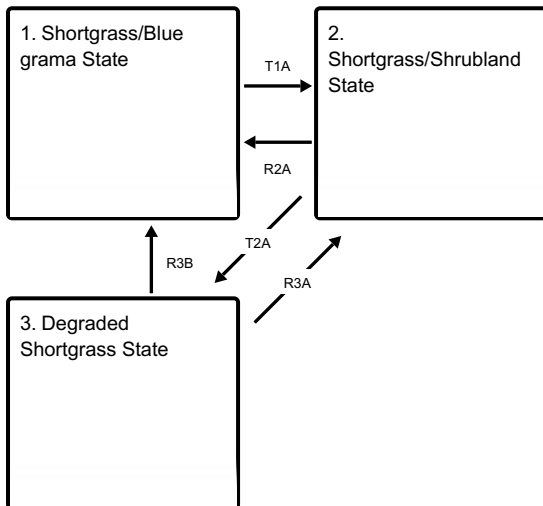 1. Shortgrass/Blue
grama State
2.
Shortgrass/Shrubland
State
T1A
R2A
T2A
R3B
R3A
3. Degraded
Shortgrass State